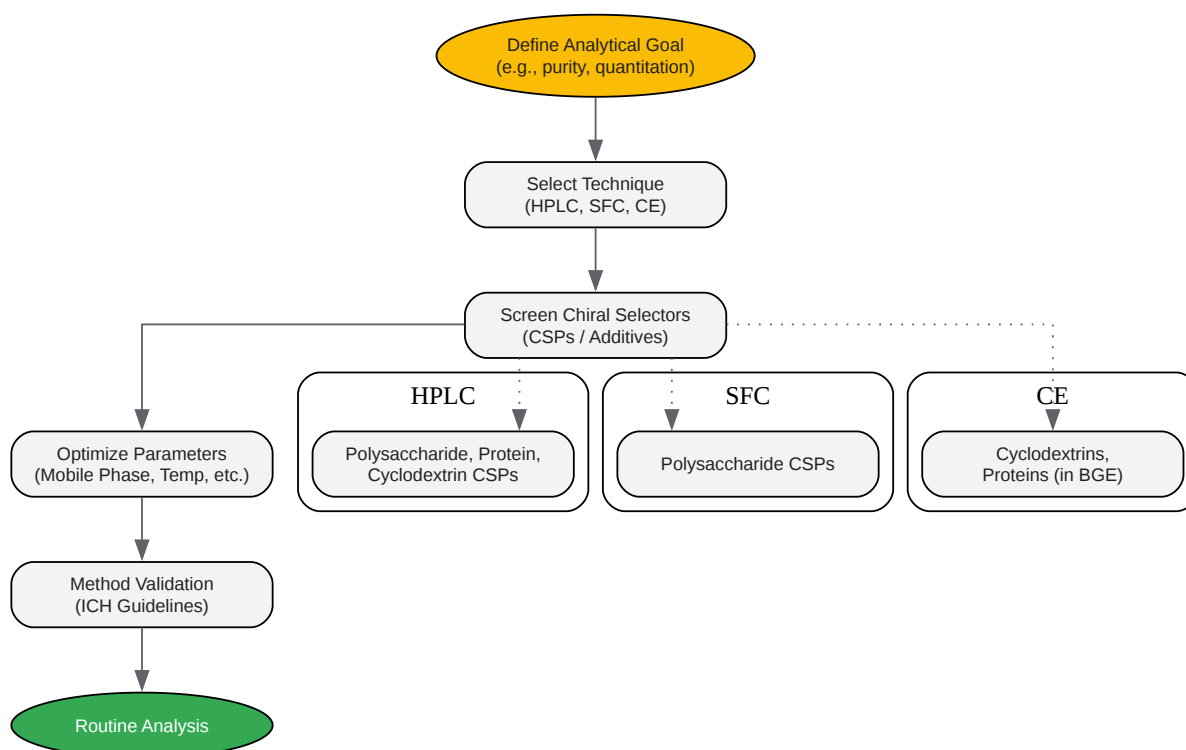 Define Analytical Goal
(e.g., purity, quantitation)
Select Technique
(HPLC, SFC, CE)
Screen Chiral Selectors
(CSPs / Additives)
HPLC
SFC
CE
Optimize Parameters
(Mobile Phase, Temp, etc.)
Polysaccharide, Protein,
Cyclodextrin CSPs
Polysaccharide CSPs
Cyclodextrins,
Proteins (in BGE)
Method Validation
(ICH Guidelines)
Routine Analysis